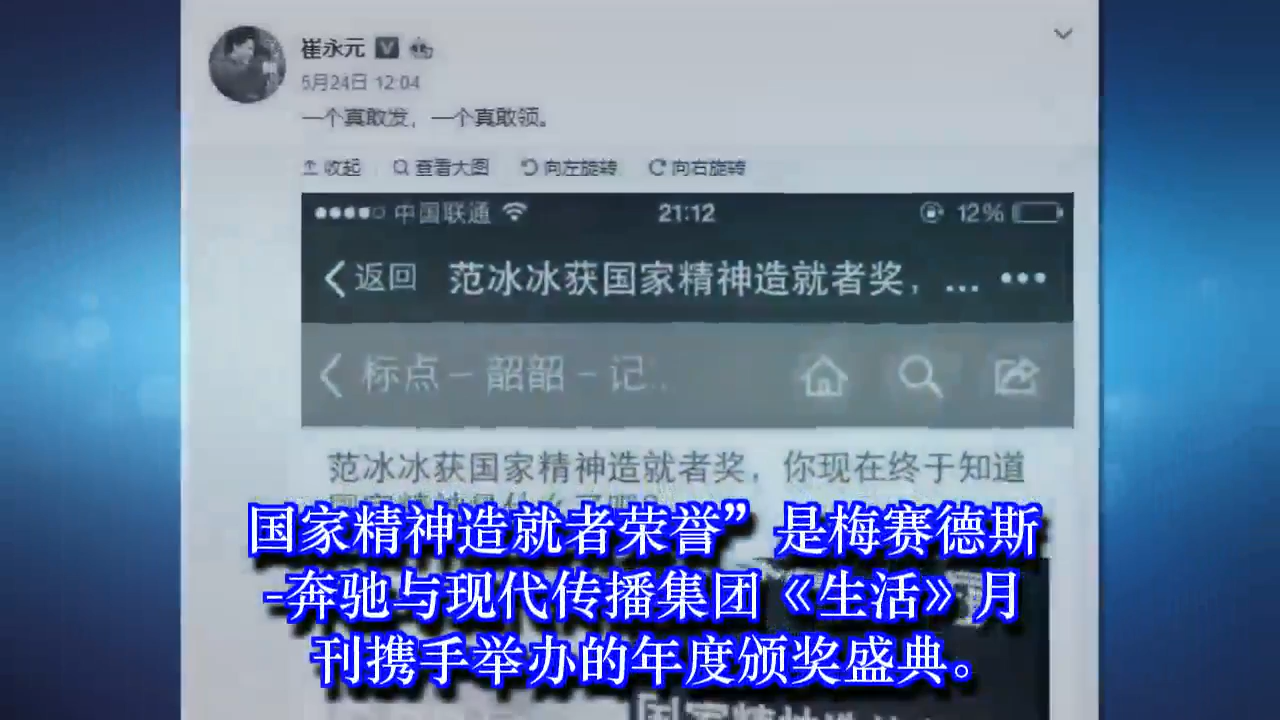 崔永元
5月24日 12:04
一个真敢发，一个真敢领。
收起 查看大图 向左旋转 向右旋转
中国联通 21:12 12%
返回 范冰冰获国家精神造就者奖，...
标点－韶韶－记..
范冰冰获国家精神造就者奖，你现在终于知道
国家精神造就者荣誉”是梅赛德斯
-奔驰与现代传播集团《生活》月
刊携手举办的年度颁奖盛典。